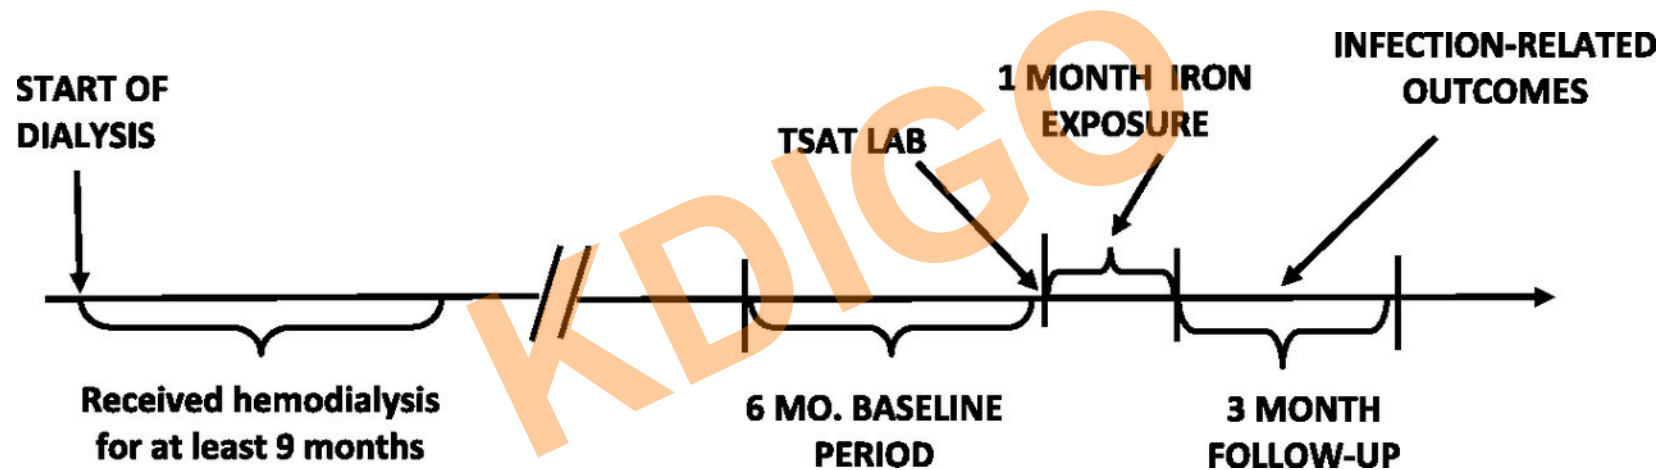 START OF
DIALYSIS
TSAT LAB
1 MONTH IRON
EXPOSURE
INFECTION-RELATED
OUTCOMES
Received hemodialysis
for at least 9 months
6 MO. BASELINE
PERIOD
3 MONTH
FOLLOW-UP
KDIGO